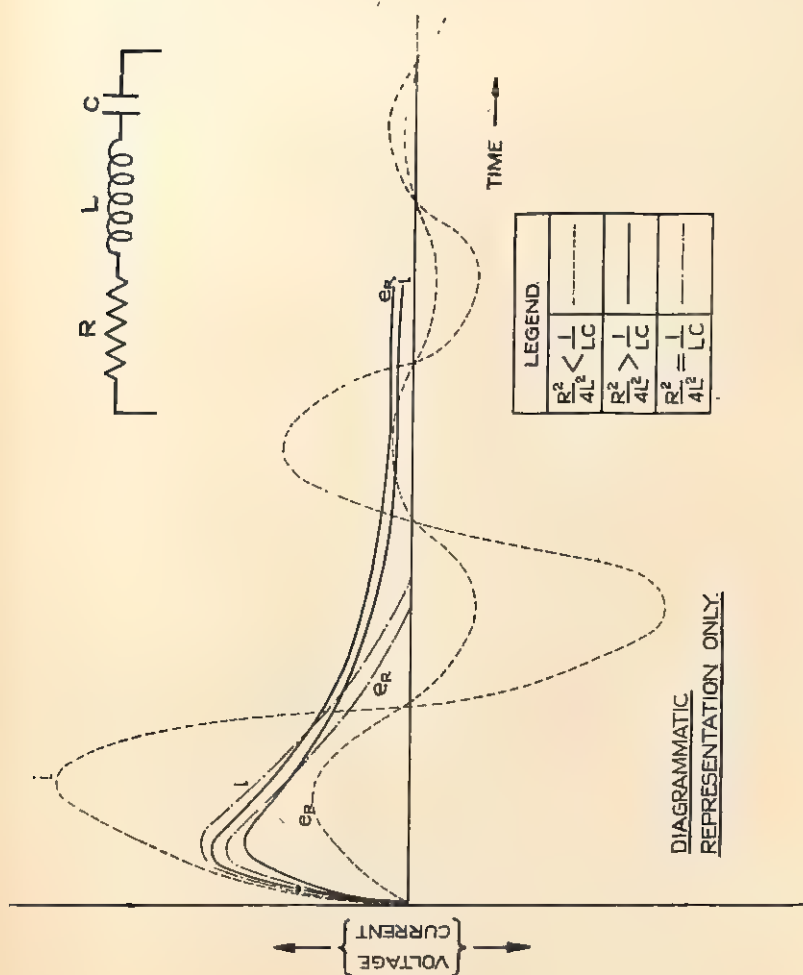 R L C
VOLTAGE
CURRENT
i
i
e_R
e_R
e_R
i
TIME
LEGEND.
R²/4L² < 1/LC
R²/4L² > 1/LC
R²/4L² = 1/LC
DIAGRAMMATIC
REPRESENTATION ONLY.